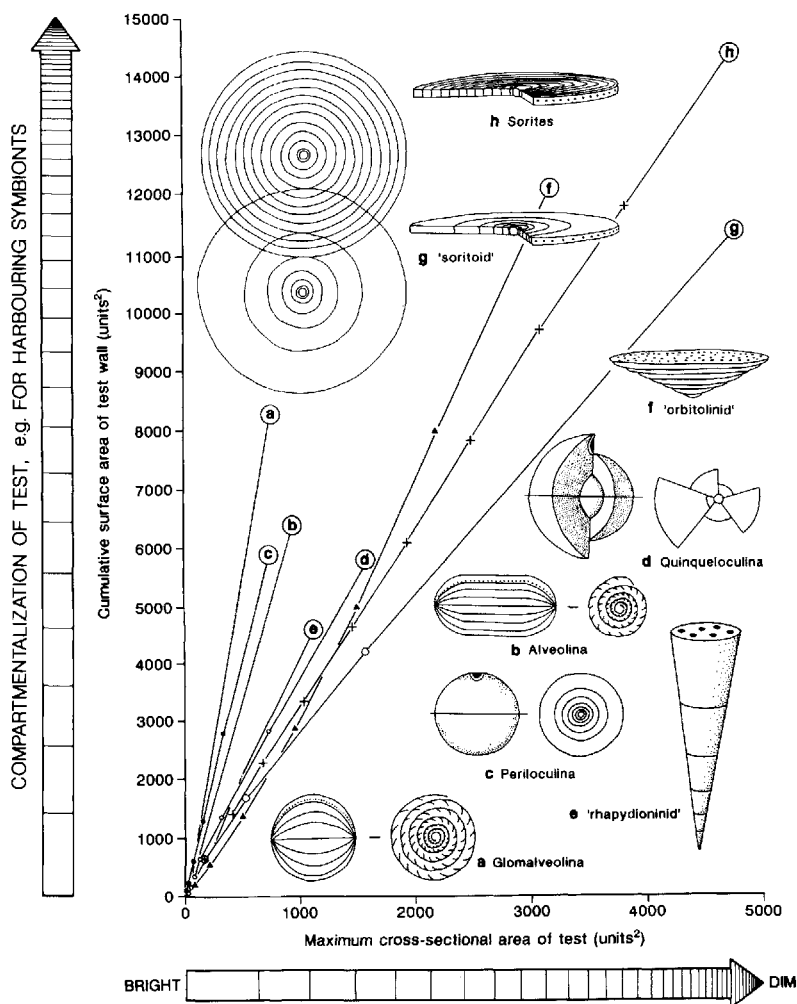 COMPARTMENTALIZATION OF TEST, e.g. FOR HARBOURING SYMBIONTS
Cumulative surface area of test wall (units²)
15000
14000
13000
12000
11000
10000
9000
8000
7000
6000
5000
4000
3000
2000
1000
0
h
h Sorites
f
g 'soritoid'
g
f 'orbitolinid'
a
b
c
d
e
d Quinqueloculina
b Alveolina
c Periloculina
e 'rhapydioninid'
a Glomalveolina
0
1000
2000
3000
4000
5000
Maximum cross-sectional area of test (units²)
BRIGHT
DIM